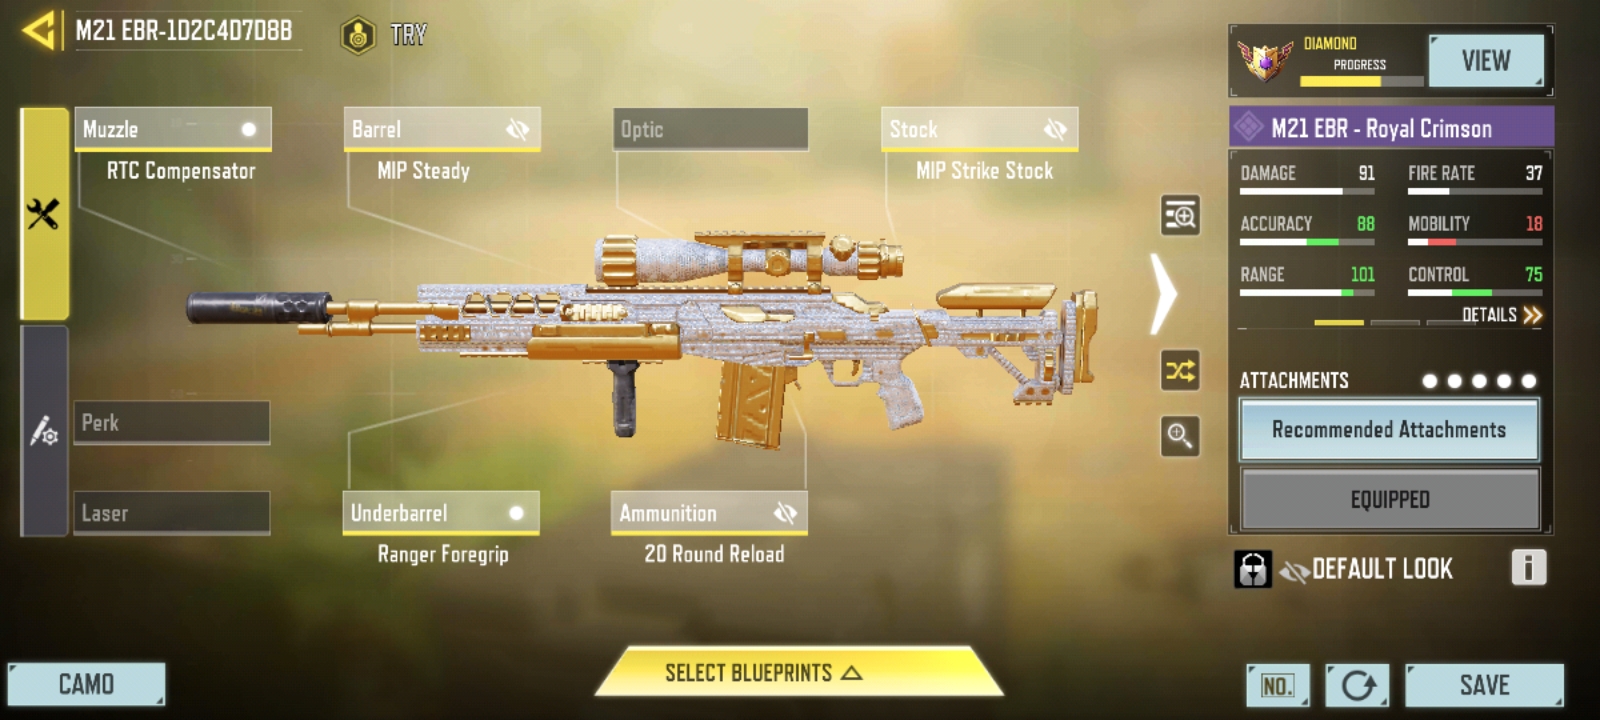 M21 EBR-1D2C4D7D8B
TRY
DIAMOND
PROGRESS
VIEW
Muzzle
RTC Compensator
Barrel
MIP Steady
Optic
Stock
MIP Strike Stock
M21 EBR - Royal Crimson
DAMAGE 91
FIRE RATE 37
ACCURACY 88
MOBILITY 18
RANGE 101
CONTROL 75
DETAILS
ATTACHMENTS
Recommended Attachments
EQUIPPED
Perk
Laser
Underbarrel
Ranger Foregrip
Ammunition
20 Round Reload
DEFAULT LOOK
i
CAMO
SELECT BLUEPRINTS
NO.
SAVE